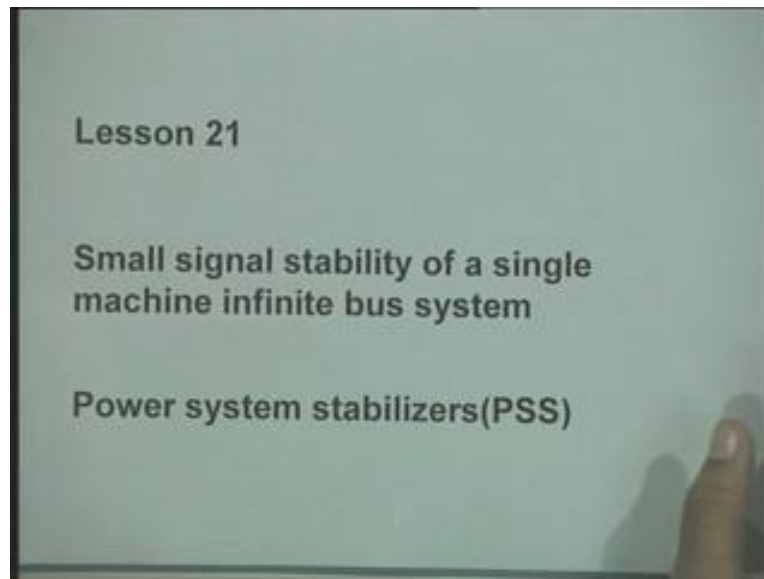 Lesson 21
Small signal stability of a single
machine infinite bus system
Power system stabilizers(PSS)